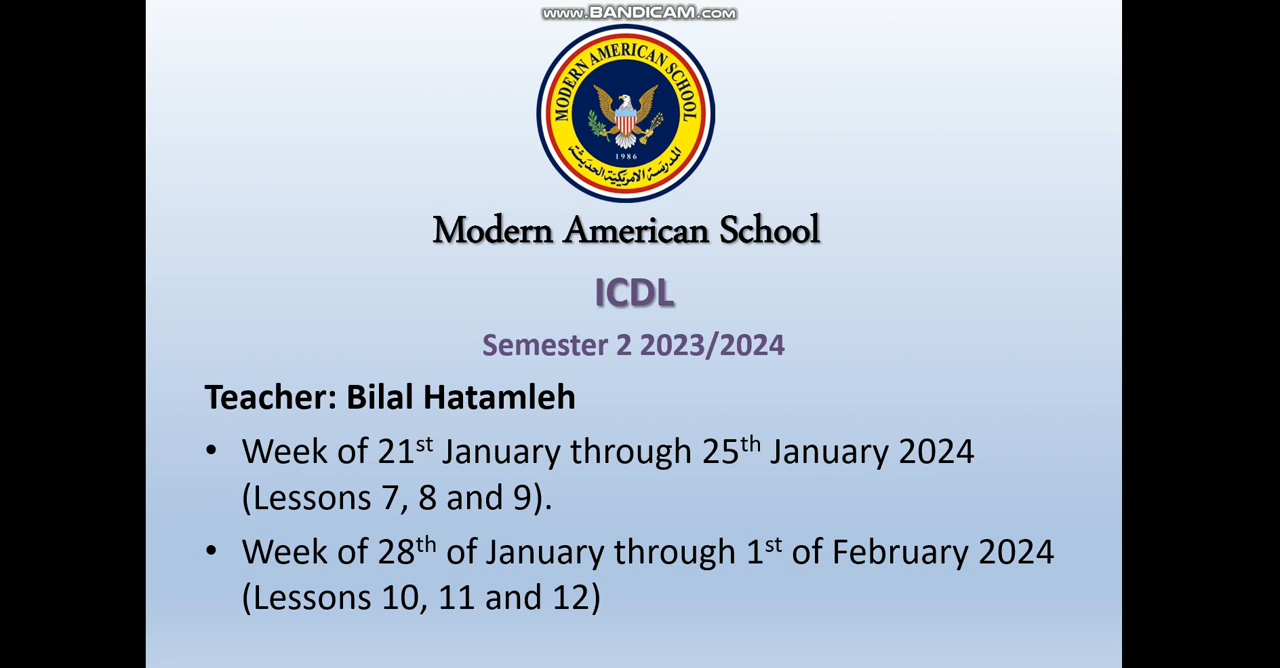 www.BANDICAM.com
MODERN AMERICAN SCHOOL
1986
المدرسة الامريكية الحديثة
Modern American School
ICDL
Semester 2 2023/2024
Teacher: Bilal Hatamleh
• Week of 21st January through 25th January 2024
(Lessons 7, 8 and 9).
• Week of 28th of January through 1st of February 2024
(Lessons 10, 11 and 12)